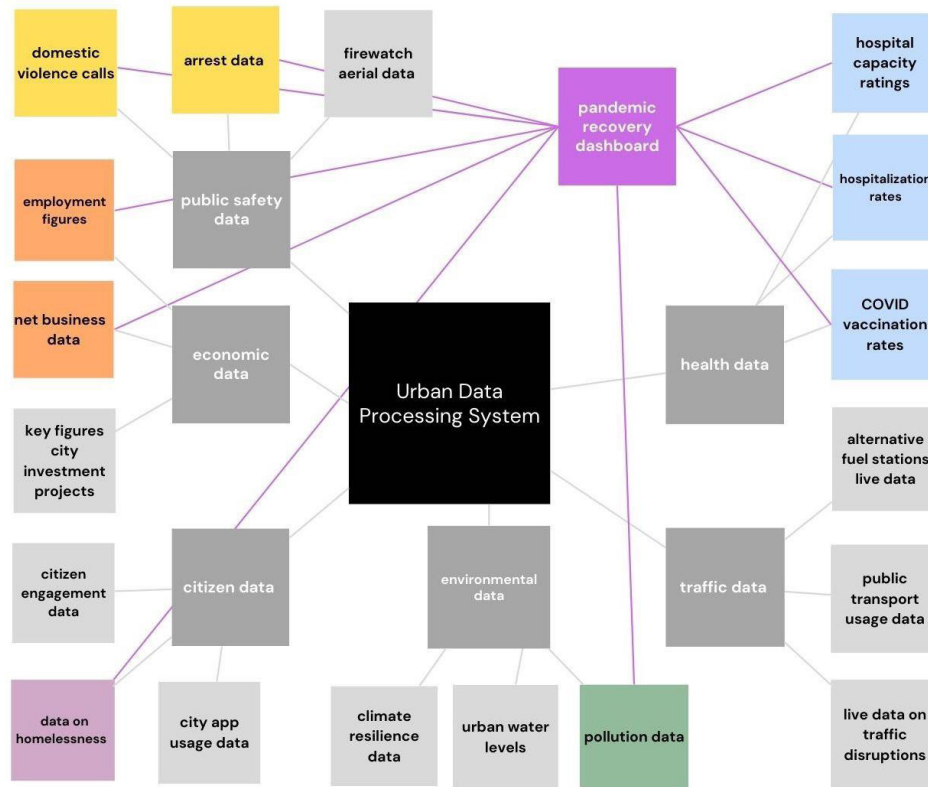 domestic
violence calls
arrest data
firewatch
aerial data
pandemic
recovery
dashboard
hospital
capacity
ratings
employment
figures
public safety
data
hospitalization
rates
net business
data
economic
data
Urban Data
Processing System
health data
COVID
vaccination
rates
key figures
city
investment
projects
alternative
fuel stations
live data
citizen
engagement
data
citizen data
environmental
data
traffic data
public
transport
usage data
data on
homelessness
city app
usage data
climate
resilience
data
urban water
levels
pollution data
live data on
traffic
disruptions